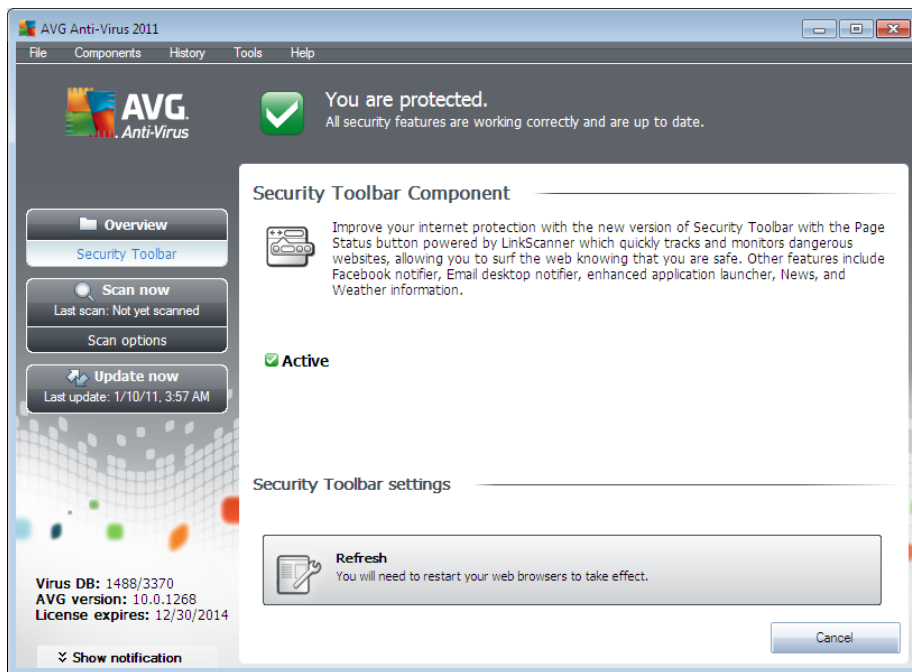 AVG Anti-Virus 2011
File Components History Tools Help
AVG.
Anti-Virus
You are protected.
All security features are working correctly and are up to date.
Overview
Security Toolbar
Scan now
Last scan: Not yet scanned
Scan options
Update now
Last update: 1/10/11, 3:57 AM
Virus DB: 1488/3370
AVG version: 10.0.1268
License expires: 12/30/2014
Show notification
Security Toolbar Component
Improve your internet protection with the new version of Security Toolbar with the Page
Status button powered by LinkScanner which quickly tracks and monitors dangerous
websites, allowing you to surf the web knowing that you are safe. Other features include
Facebook notifier, Email desktop notifier, enhanced application launcher, News, and
Weather information.
Active
Security Toolbar settings
Refresh
You will need to restart your web browsers to take effect.
Cancel